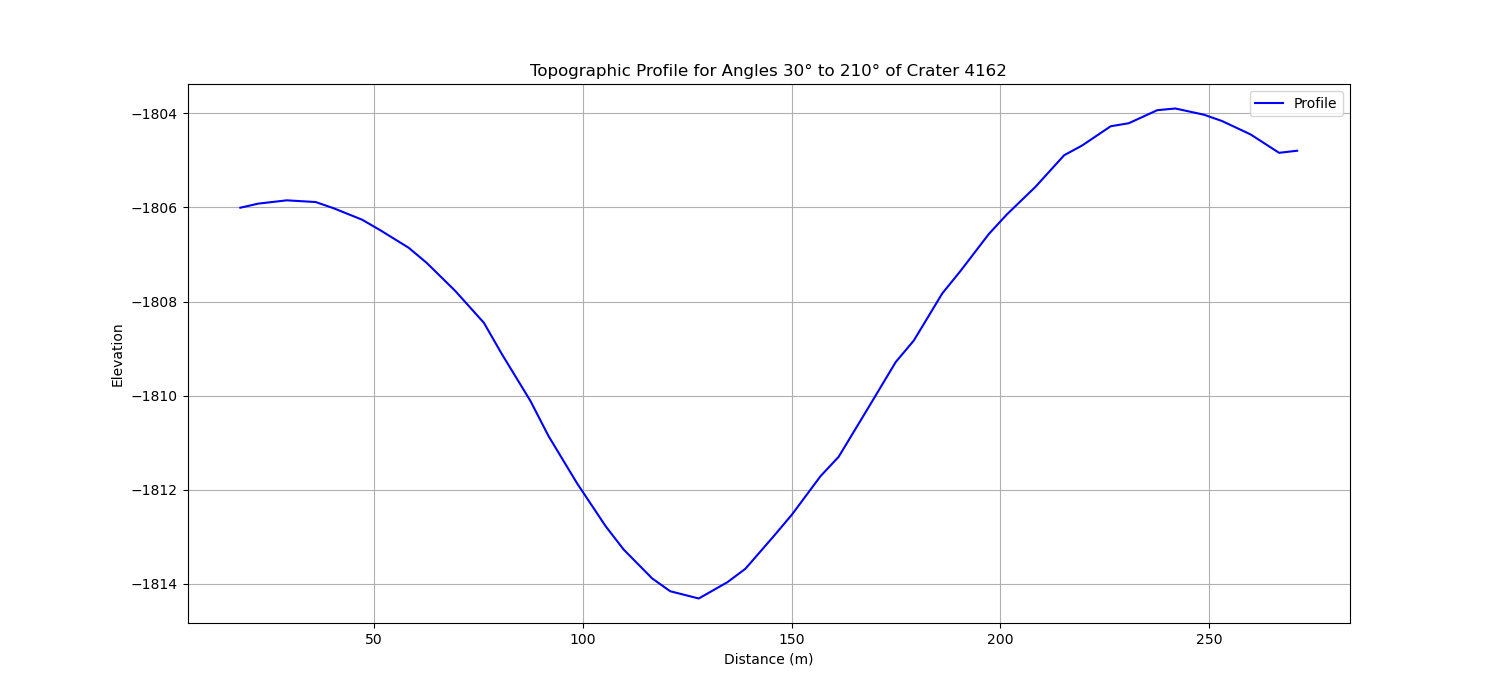 Topographic Profile for Angles 30° to 210° of Crater 4162
Profile
−1804
−1806
−1808
−1810
−1812
−1814
Elevation
50
100
150
200
250
Distance (m)